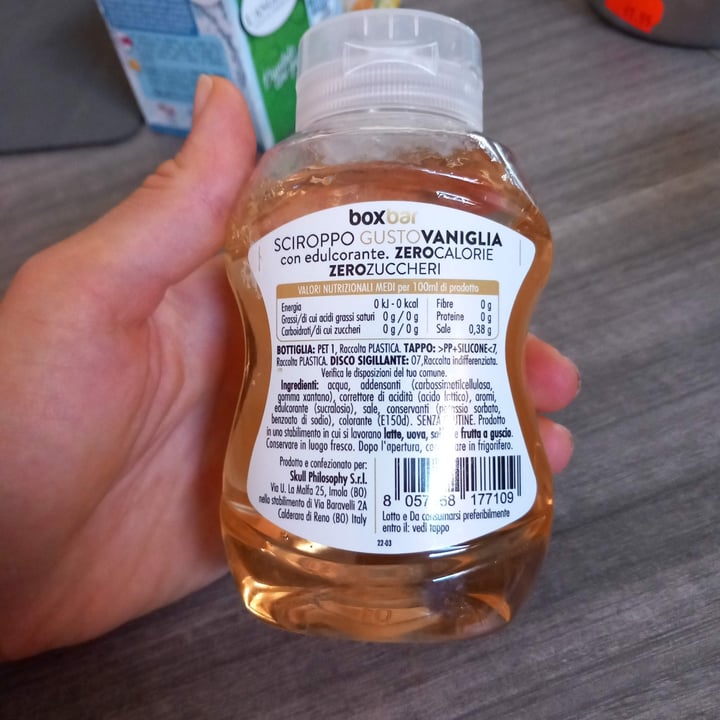 boxbar
SCIROPPO GUSTO VANIGLIA
con edulcorante. ZEROCALORIE
ZEROZUCCHERI
VALORI NUTRIZIONALI MEDI per 100ml di prodotto
Energia 0 kJ - 0 kcal Fibre 0 g
Grassi/di cui acidi grassi saturi 0 g / 0 g Proteine 0 g
Carboidrati/di cui zuccheri 0 g / 0 g Sale 0,38 g
BOTTIGLIA: PET 1, Raccolta PLASTICA. TAPPO: >PP+SILICONE<7,
Raccolta PLASTICA. DISCO SIGILLANTE: 07, Raccolta indifferenziata.
Verifica le disposizioni del tuo comune.
Ingredienti: acqua, addensanti (carbossimetilcellulosa,
gomma xantano), correttore di acidità (acido lattico), aromi,
edulcorante (sucralosio), sale, conservanti (potassio sorbato,
benzoato di sodio), colorante (E150d). SENZA GLUTINE. Prodotto
in uno stabilimento in cui si lavorano latte, uova, soia e frutta a guscio.
Conservare in luogo fresco. Dopo l'apertura, conservare in frigorifero.
Prodotto e confezionato per:
Skull Philosophy S.r.l.
Via U. La Malfa 25, Imola (BO)
nello stabilimento di Via Baravelli 2A
Calderara di Reno (BO) Italy
8 177109
Lotto e Da consumarsi preferibilmente
entro il: vedi tappo
22-03